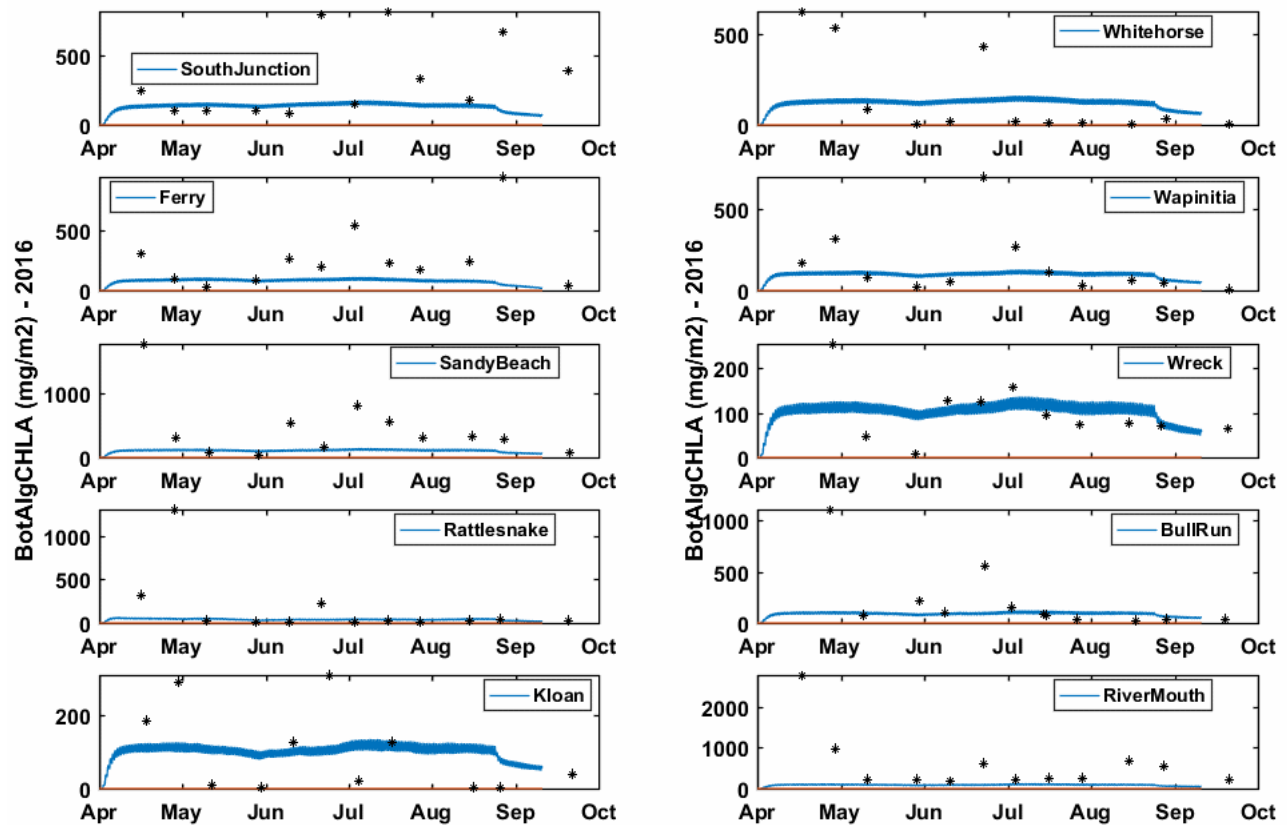 BotAlgCHLA (mg/m2) - 2016
500
0
SouthJunction
Apr May Jun Jul Aug Sep Oct
500
0
Ferry
Apr May Jun Jul Aug Sep Oct
1000
0
SandyBeach
Apr May Jun Jul Aug Sep Oct
1000
500
0
Rattlesnake
Apr May Jun Jul Aug Sep Oct
200
0
Kloan
Apr May Jun Jul Aug Sep Oct
BotAlgCHLA (mg/m2) - 2016
500
0
Whitehorse
Apr May Jun Jul Aug Sep Oct
500
0
Wapinitia
Apr May Jun Jul Aug Sep Oct
200
100
0
Wreck
Apr May Jun Jul Aug Sep Oct
1000
500
0
BullRun
Apr May Jun Jul Aug Sep Oct
2000
1000
0
RiverMouth
Apr May Jun Jul Aug Sep Oct